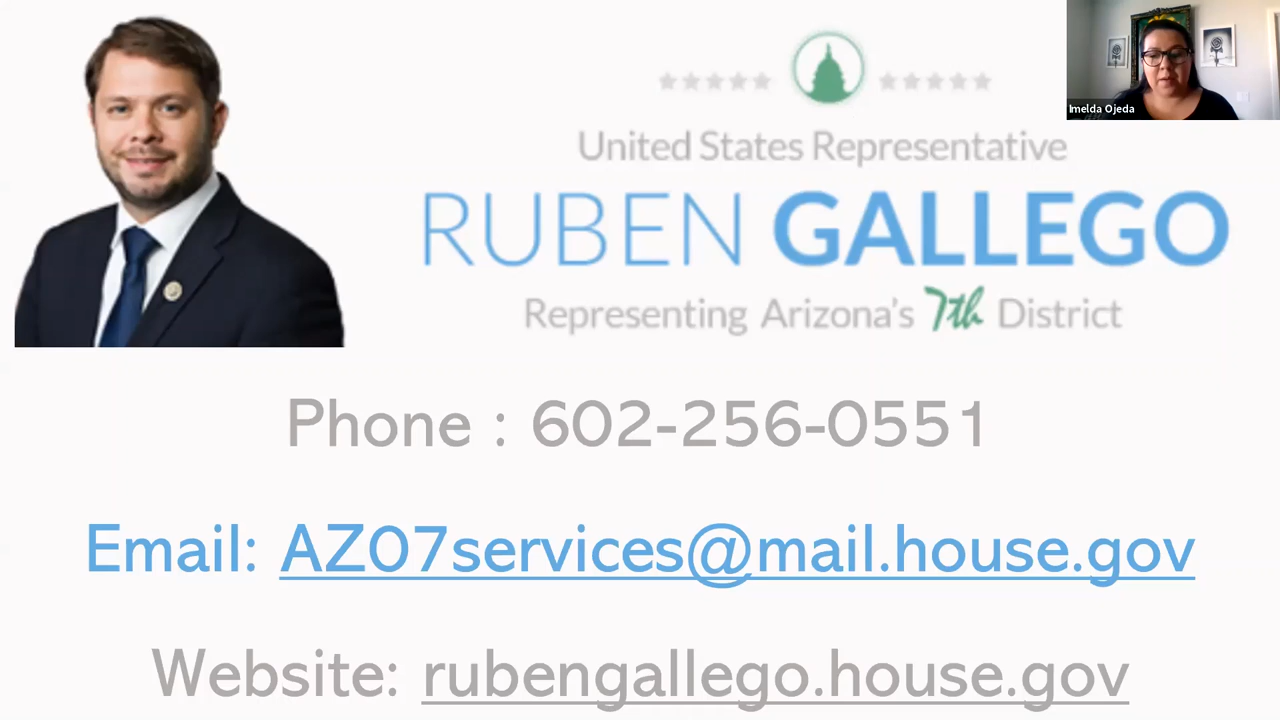 Imelda Ojeda
United States Representative
RUBEN GALLEGO
Representing Arizona's 7th District
Phone : 602-256-0551
Email: AZ07services@mail.house.gov
Website: rubengallego.house.gov